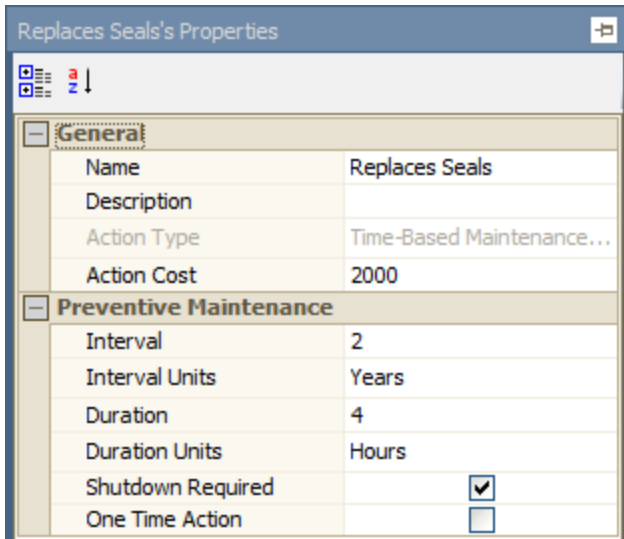 Replaces Seals's Properties
a
z
General
Name Replaces Seals
Description
Action Type Time-Based Maintenance...
Action Cost 2000
Preventive Maintenance
Interval 2
Interval Units Years
Duration 4
Duration Units Hours
Shutdown Required
One Time Action